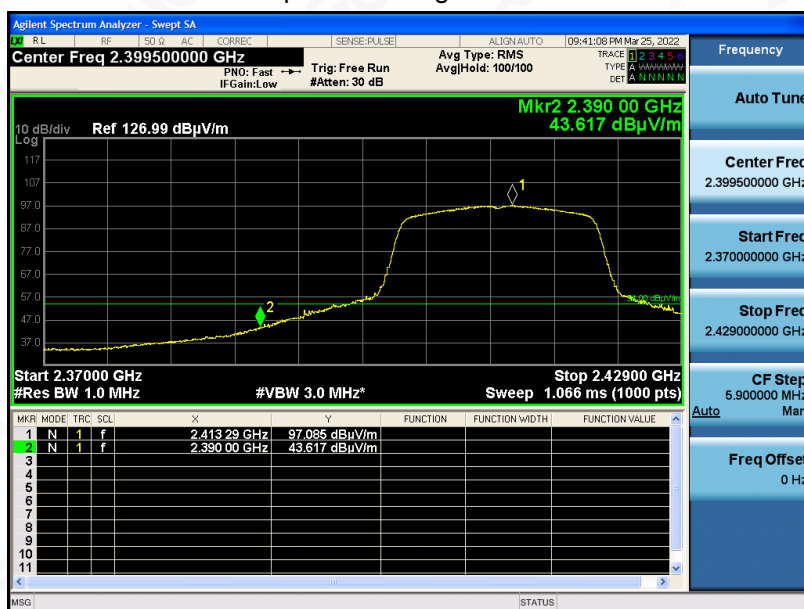 Agilent Spectrum Analyzer - Swept SA
LXI RL RF 50 Ω AC CORREC SENSE:PULSE ALIGN AUTO 09:41:08 PM Mar 25, 2022
Center Freq 2.399500000 GHz
PNO: Fast
IFGain:Low
Trig: Free Run
#Atten: 30 dB
Avg Type: RMS
Avg|Hold: 100/100
TRACE 1 2 3 4 5 6
TYPE A WWWWW
DET A N N N N N
Mkr2 2.390 00 GHz
43.617 dBµV/m
10 dB/div Ref 126.99 dBµV/m
Log
117
107
97.0
87.0
77.0
67.0
57.0
47.0
37.0
1
2
Start 2.37000 GHz Stop 2.42900 GHz
#Res BW 1.0 MHz #VBW 3.0 MHz* Sweep 1.066 ms (1000 pts)
MKR MODE TRC SCL X Y FUNCTION FUNCTION WIDTH FUNCTION VALUE
1 N 1 f 2.413 29 GHz 97.085 dBµV/m
2 N 1 f 2.390 00 GHz 43.617 dBµV/m
3
4
5
6
7
8
9
10
11
MSG STATUS
Frequency
Auto Tune
Center Freq
2.399500000 GHz
Start Freq
2.370000000 GHz
Stop Freq
2.429000000 GHz
CF Step
5.900000 MHz
Auto Man
Freq Offset
0 Hz